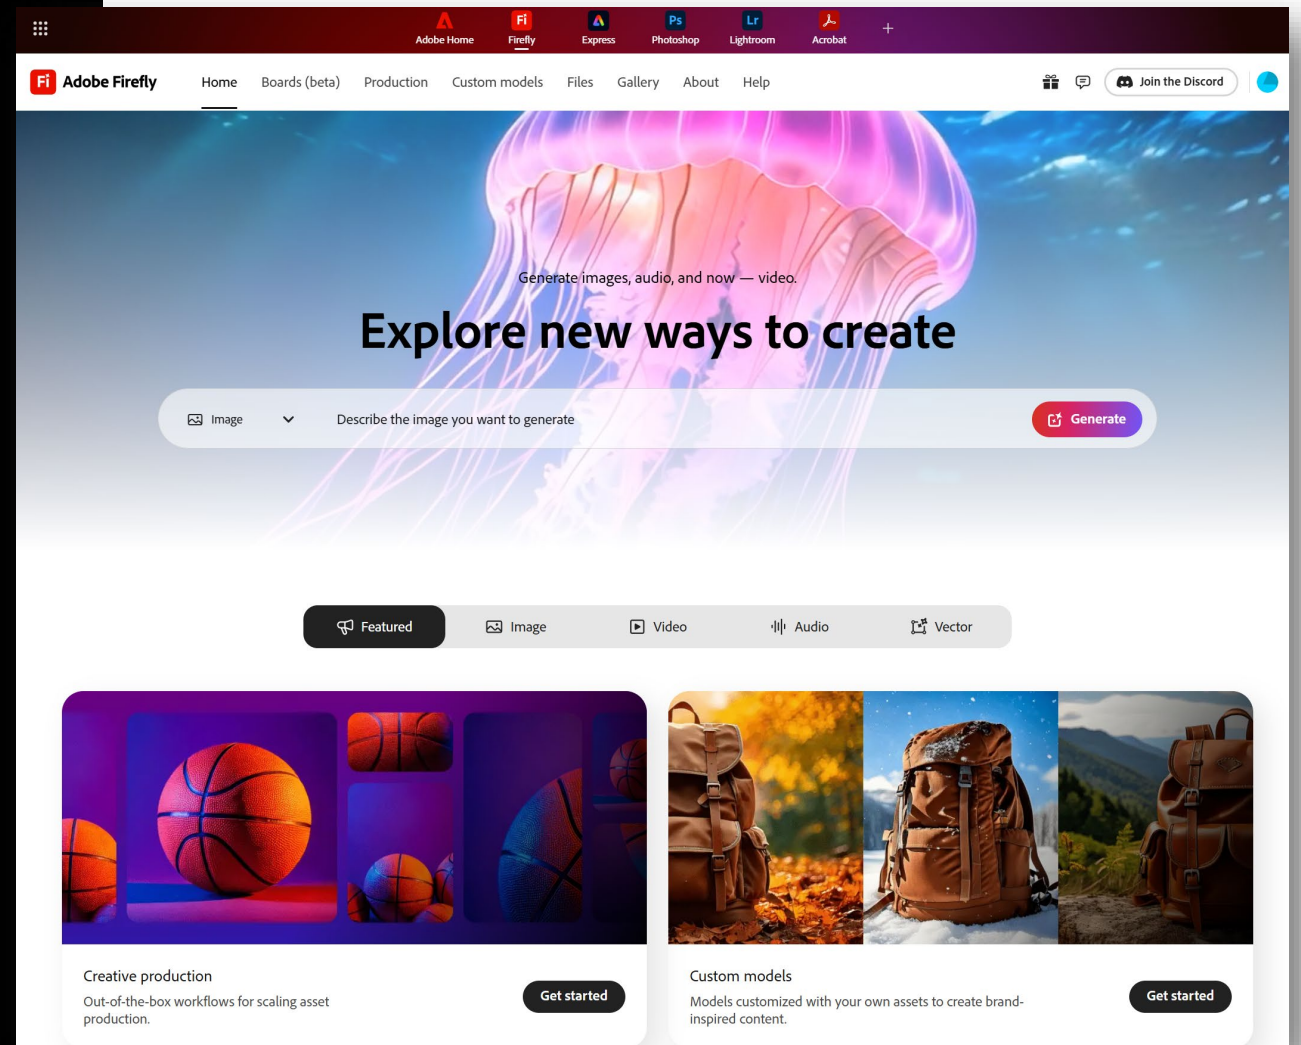 Adobe Home
Fi
Firefly
Express
Ps
Photoshop
Lr
Lightroom
Acrobat
Fi Adobe Firefly
Home Boards (beta) Production Custom models Files Gallery About Help
Join the Discord
Generate images, audio, and now — video.
Explore new ways to create
Image
Describe the image you want to generate
Generate
Featured
Image
Video
Audio
Vector
Creative production
Out-of-the-box workflows for scaling asset
production.
Get started
Custom models
Models customized with your own assets to create brand-
inspired content.
Get started